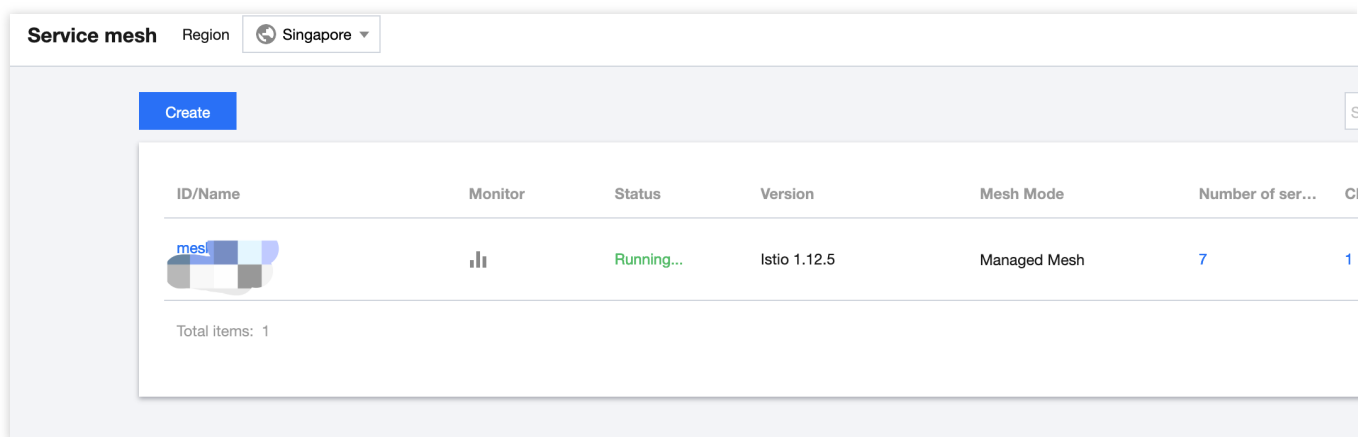 Service mesh Region Singapore
Create
ID/Name Monitor Status Version Mesh Mode Number of ser...
Running... Istio 1.12.5 Managed Mesh 7 1
Total items: 1